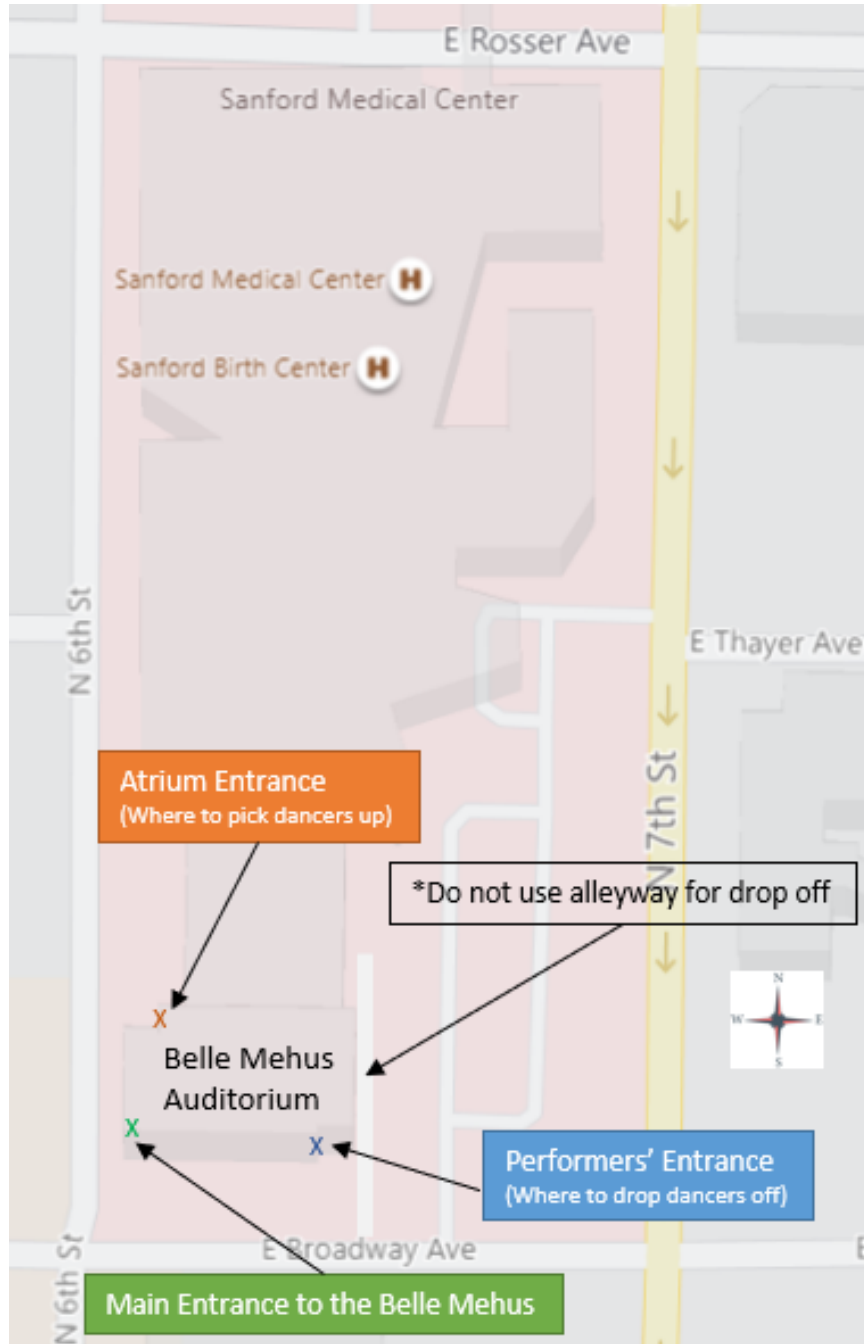 E Rosser Ave
Sanford Medical Center
Sanford Medical Center H
Sanford Birth Center H
N 6th St
E Thayer Ave
Atrium Entrance
(Where to pick dancers up)
N 7th St
*Do not use alleyway for drop off
N
W E
S
X
Belle Mehus
Auditorium
X
X
Performers’ Entrance
(Where to drop dancers off)
E Broadway Ave
E
N 6th St
Main Entrance to the Belle Mehus